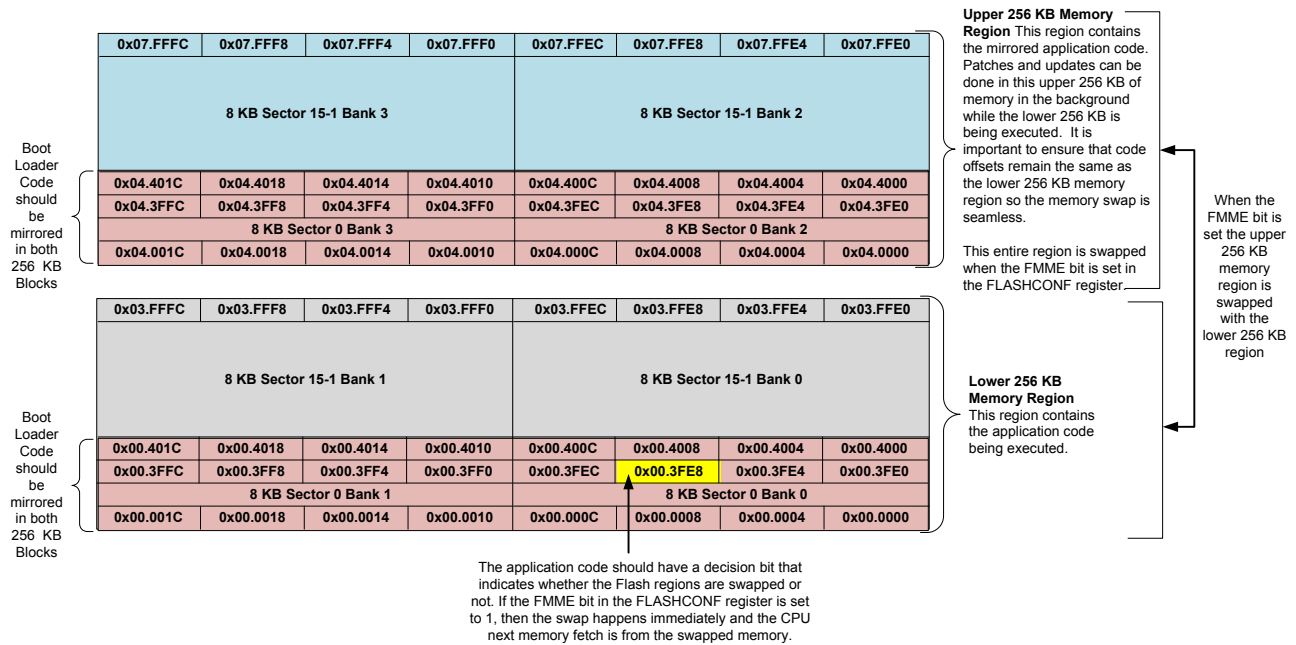 Upper 256 KB Memory
Region This region contains
the mirrored application code.
Patches and updates can be
done in this upper 256 KB of
memory in the background
while the lower 256 KB is
being executed. It is
important to ensure that code
offsets remain the same as
the lower 256 KB memory
region so the memory swap is
seamless.
This entire region is swapped
when the FMME bit is set in
the FLASHCONF register.
0x07.FFFC 0x07.FFF8 0x07.FFF4 0x07.FFF0 0x07.FFEC 0x07.FFE8 0x07.FFE4 0x07.FFE0
8 KB Sector 15-1 Bank 3 8 KB Sector 15-1 Bank 2
Boot
Loader
Code
should
be
mirrored
in both
256 KB
Blocks
0x04.401C 0x04.4018 0x04.4014 0x04.4010 0x04.400C 0x04.4008 0x04.4004 0x04.4000
0x04.3FFC 0x04.3FF8 0x04.3FF4 0x04.3FF0 0x04.3FEC 0x04.3FE8 0x04.3FE4 0x04.3FE0
8 KB Sector 0 Bank 3 8 KB Sector 0 Bank 2
0x04.001C 0x04.0018 0x04.0014 0x04.0010 0x04.000C 0x04.0008 0x04.0004 0x04.0000
When the
FMME bit is
set the upper
256 KB
memory
region is
swapped
with the
lower 256 KB
region
0x03.FFFC 0x03.FFF8 0x03.FFF4 0x03.FFF0 0x03.FFEC 0x03.FFE8 0x03.FFE4 0x03.FFE0
8 KB Sector 15-1 Bank 1 8 KB Sector 15-1 Bank 0
Lower 256 KB
Memory Region
This region contains
the application code
being executed.
Boot
Loader
Code
should
be
mirrored
in both
256 KB
Blocks
0x00.401C 0x00.4018 0x00.4014 0x00.4010 0x00.400C 0x00.4008 0x00.4004 0x00.4000
0x00.3FFC 0x00.3FF8 0x00.3FF4 0x00.3FF0 0x00.3FEC 0x00.3FE8 0x00.3FE4 0x00.3FE0
8 KB Sector 0 Bank 1 8 KB Sector 0 Bank 0
0x00.001C 0x00.0018 0x00.0014 0x00.0010 0x00.000C 0x00.0008 0x00.0004 0x00.0000
The application code should have a decision bit that
indicates whether the Flash regions are swapped or
not. If the FMME bit in the FLASHCONF register is set
to 1, then the swap happens immediately and the CPU
next memory fetch is from the swapped memory.